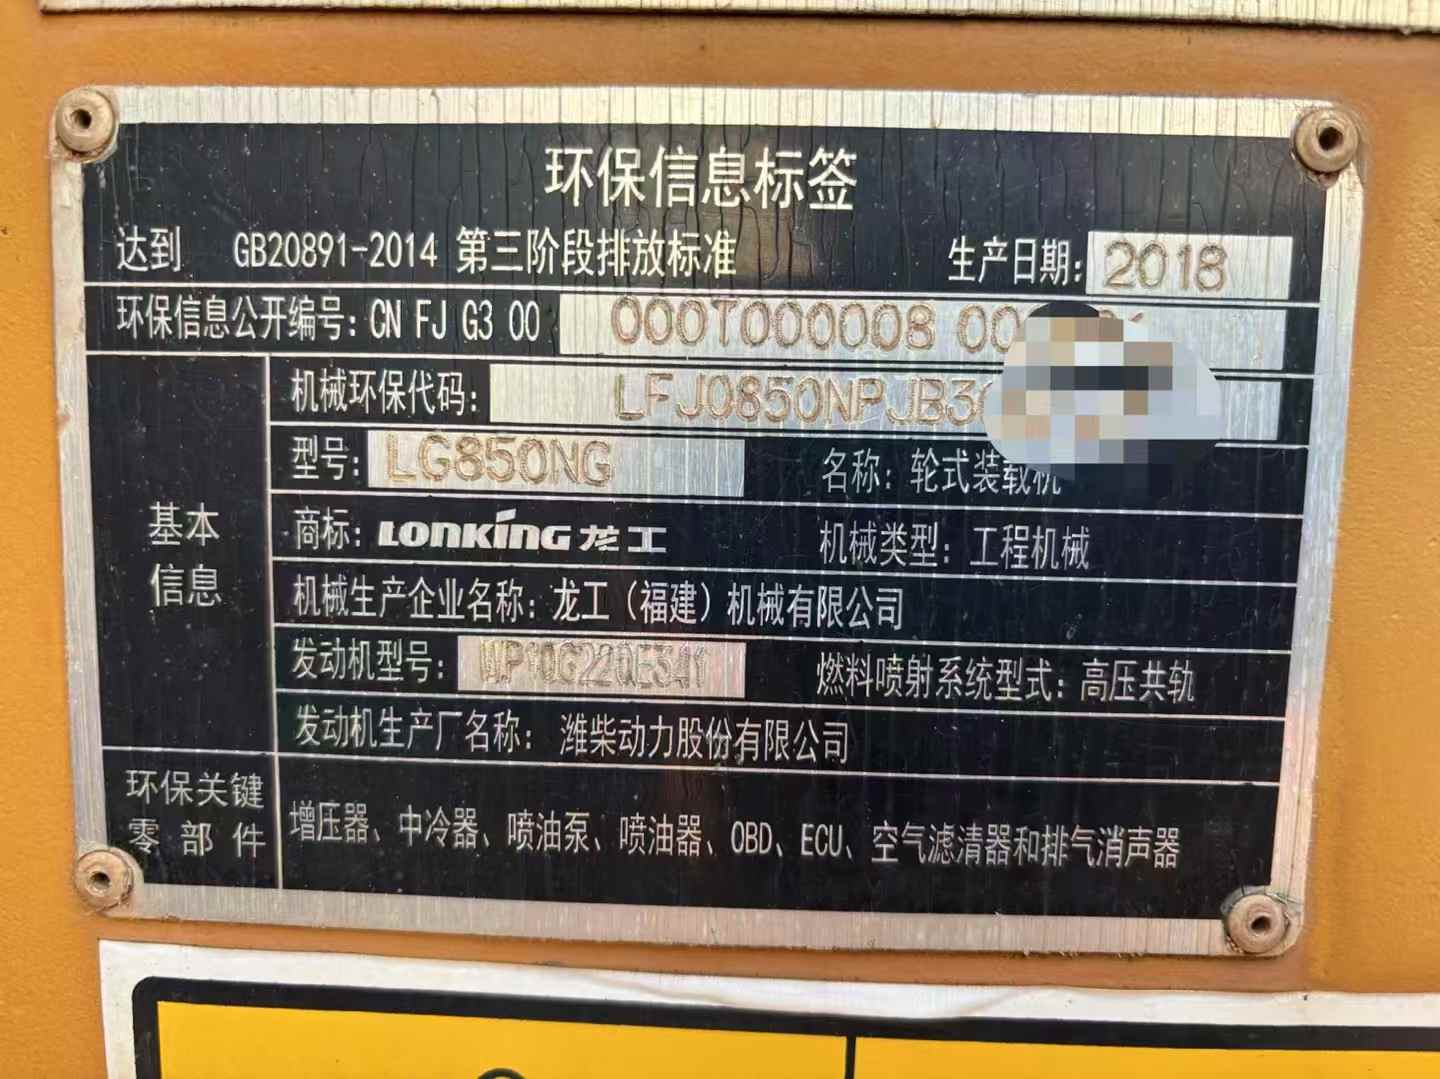 环保信息标签
达到 GB20891-2014 第三阶段排放标准 生产日期: 2018
环保信息公开编号: CN FJ G3 00 000T000008
机械环保代码: LFJ0850NPJB3
型号: LG850NG 名称: 轮式装载机
商标: LONKING 龙工 机械类型: 工程机械
机械生产企业名称: 龙工（福建）机械有限公司
发动机型号: WP10G220E341 燃料喷射系统型式: 高压共轨
发动机生产厂名称: 潍柴动力股份有限公司
基本
信息
环保关键
零部件
增压器、中冷器、喷油泵、喷油器、OBD、ECU、空气滤清器和排气消声器